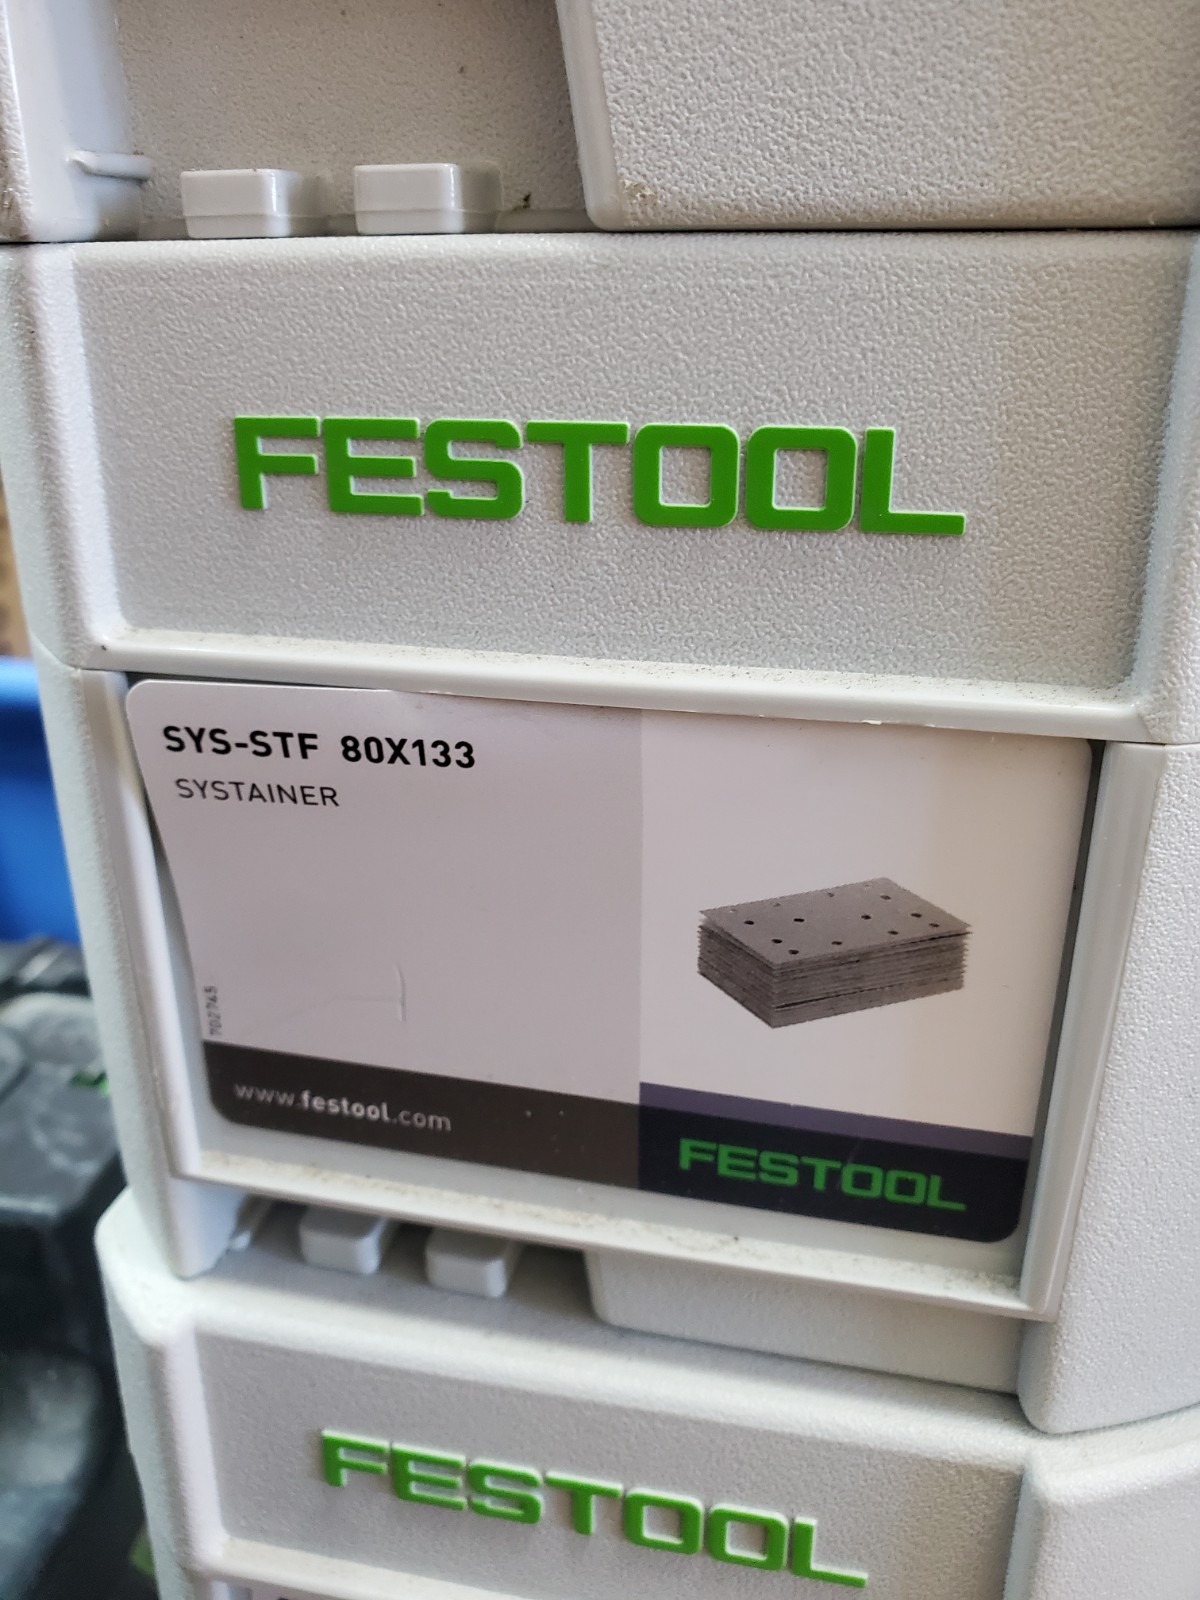 FESTOOL
SYS-STF 80X133
SYSTAINER
702765
www.festool.com
FESTOOL
FESTOOL